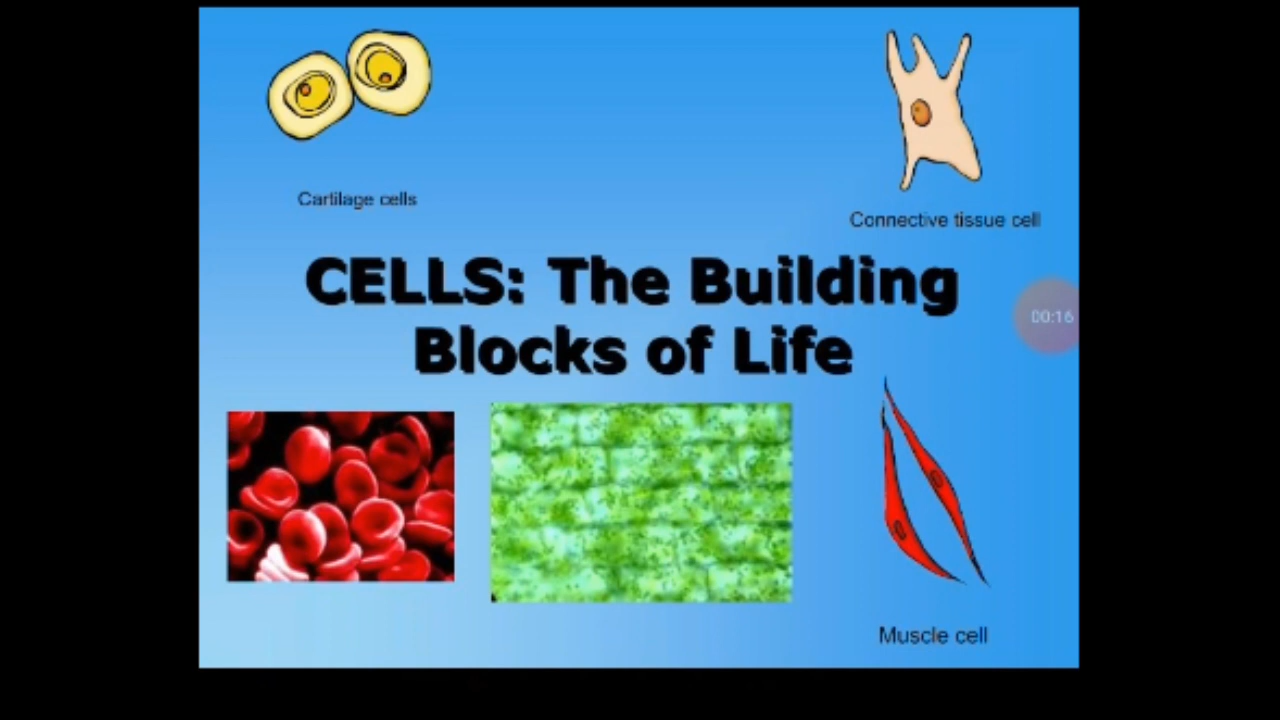 Cartilage cells
Connective tissue cell
CELLS: The Building
Blocks of Life
00:16
Muscle cell